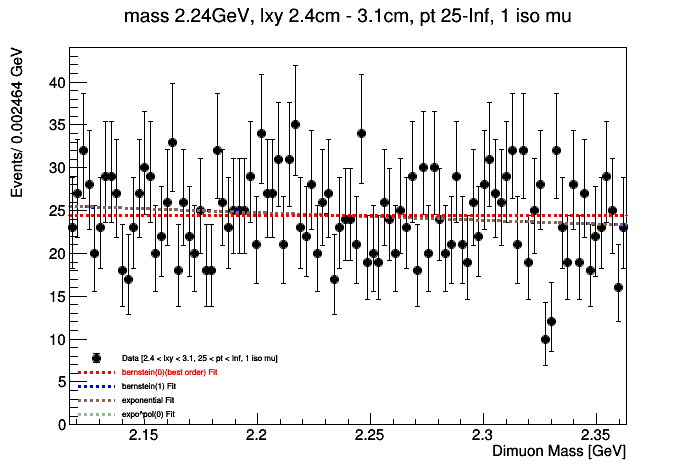 mass 2.24GeV, lxy 2.4cm - 3.1cm, pt 25-Inf, 1 iso mu
Events/ 0.002464 GeV
40
35
30
25
20
15
10
5
0
Data [2.4 < lxy < 3.1, 25 < pt < Inf, 1 iso mu]
bernstein(0)(best order) Fit
bernstein(1) Fit
exponential Fit
expo*pol(0) Fit
2.15 2.2 2.25 2.3 2.35
Dimuon Mass [GeV]